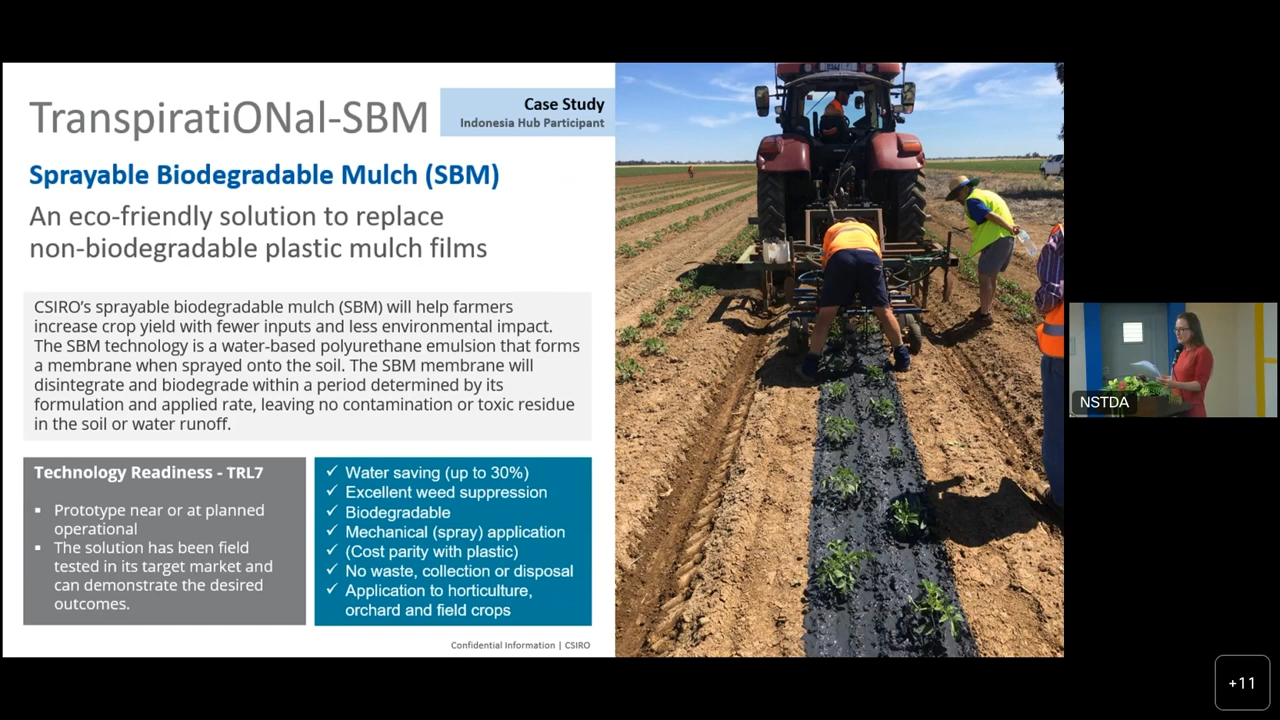 TranspiratiONal-SBM
Case Study
Indonesia Hub Participant
Sprayable Biodegradable Mulch (SBM)
An eco-friendly solution to replace
non-biodegradable plastic mulch films
CSIRO's sprayable biodegradable mulch (SBM) will help farmers
increase crop yield with fewer inputs and less environmental impact.
The SBM technology is a water-based polyurethane emulsion that forms
a membrane when sprayed onto the soil. The SBM membrane will
disintegrate and biodegrade within a period determined by its
formulation and applied rate, leaving no contamination or toxic residue
in the soil or water runoff.
Technology Readiness - TRL7
▪ Prototype near or at planned
operational
▪ The solution has been field
tested in its target market and
can demonstrate the desired
outcomes.
✓ Water saving (up to 30%)
✓ Excellent weed suppression
✓ Biodegradable
✓ Mechanical (spray) application
✓ (Cost parity with plastic)
✓ No waste, collection or disposal
✓ Application to horticulture,
orchard and field crops
Confidential Information | CSIRO
NSTDA
+11